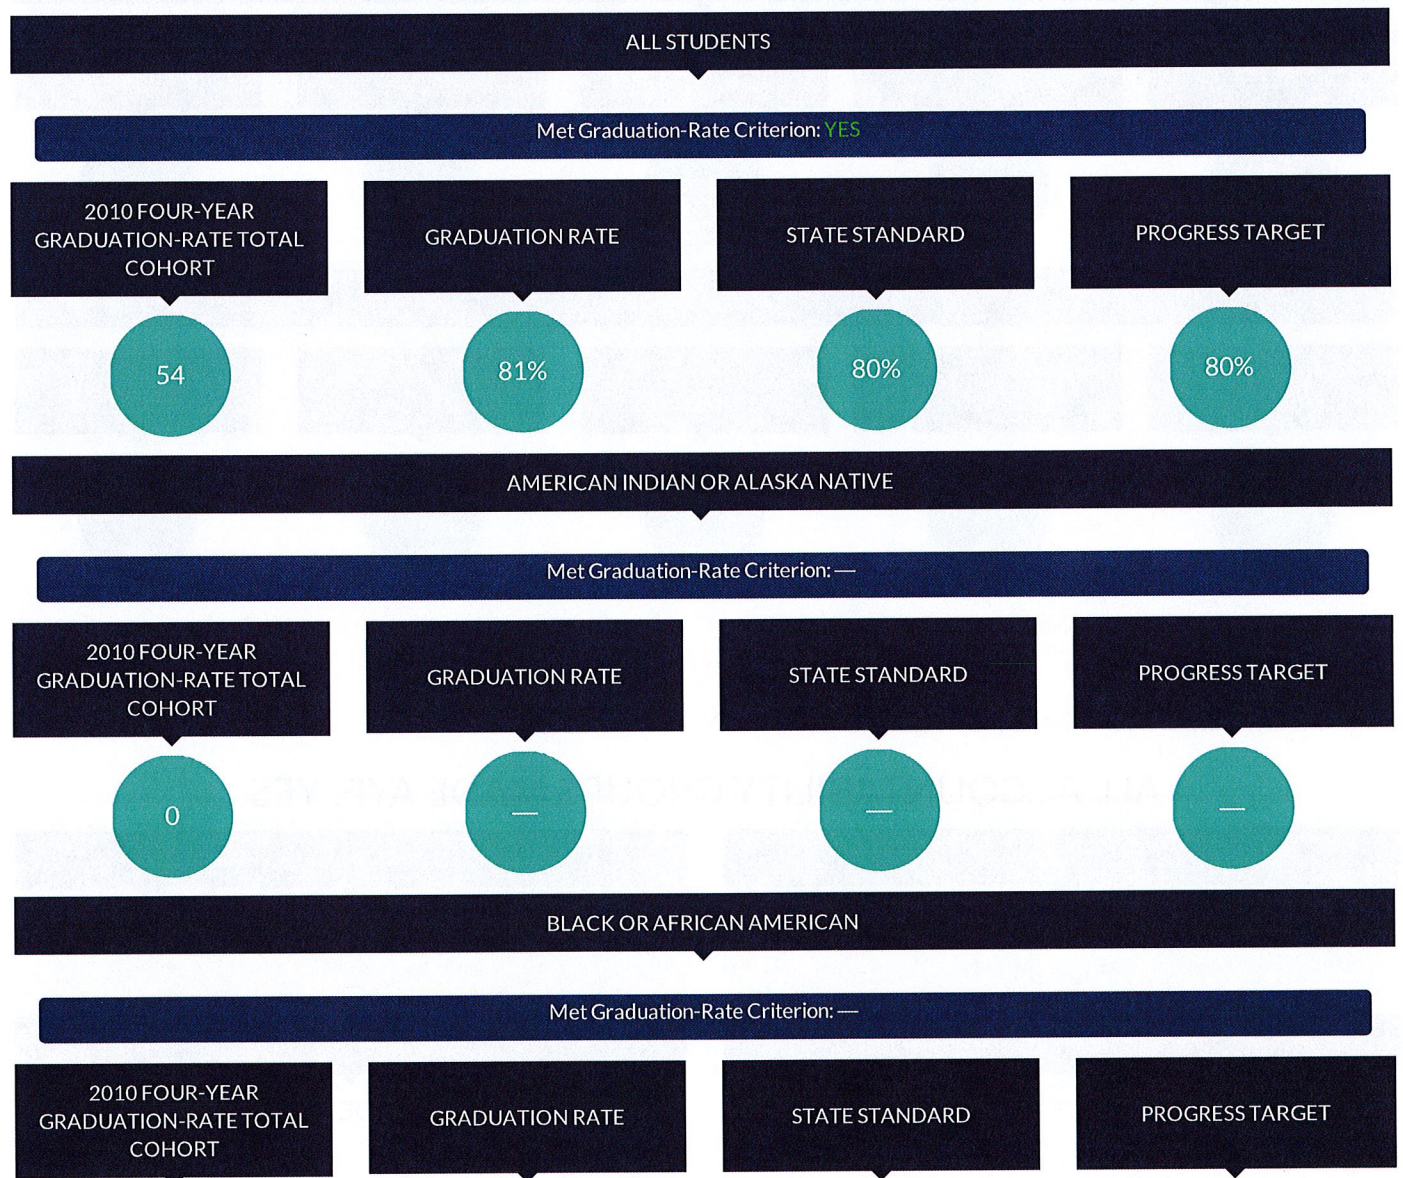 ALL STUDENTS
Met Graduation-Rate Criterion: YES
2010 FOUR-YEAR
GRADUATION-RATE TOTAL
COHORT
GRADUATION RATE
STATE STANDARD
PROGRESS TARGET
54
81%
80%
80%
AMERICAN INDIAN OR ALASKA NATIVE
Met Graduation-Rate Criterion: —
2010 FOUR-YEAR
GRADUATION-RATE TOTAL
COHORT
GRADUATION RATE
STATE STANDARD
PROGRESS TARGET
0
—
—
—
BLACK OR AFRICAN AMERICAN
Met Graduation-Rate Criterion: —
2010 FOUR-YEAR
GRADUATION-RATE TOTAL
COHORT
GRADUATION RATE
STATE STANDARD
PROGRESS TARGET